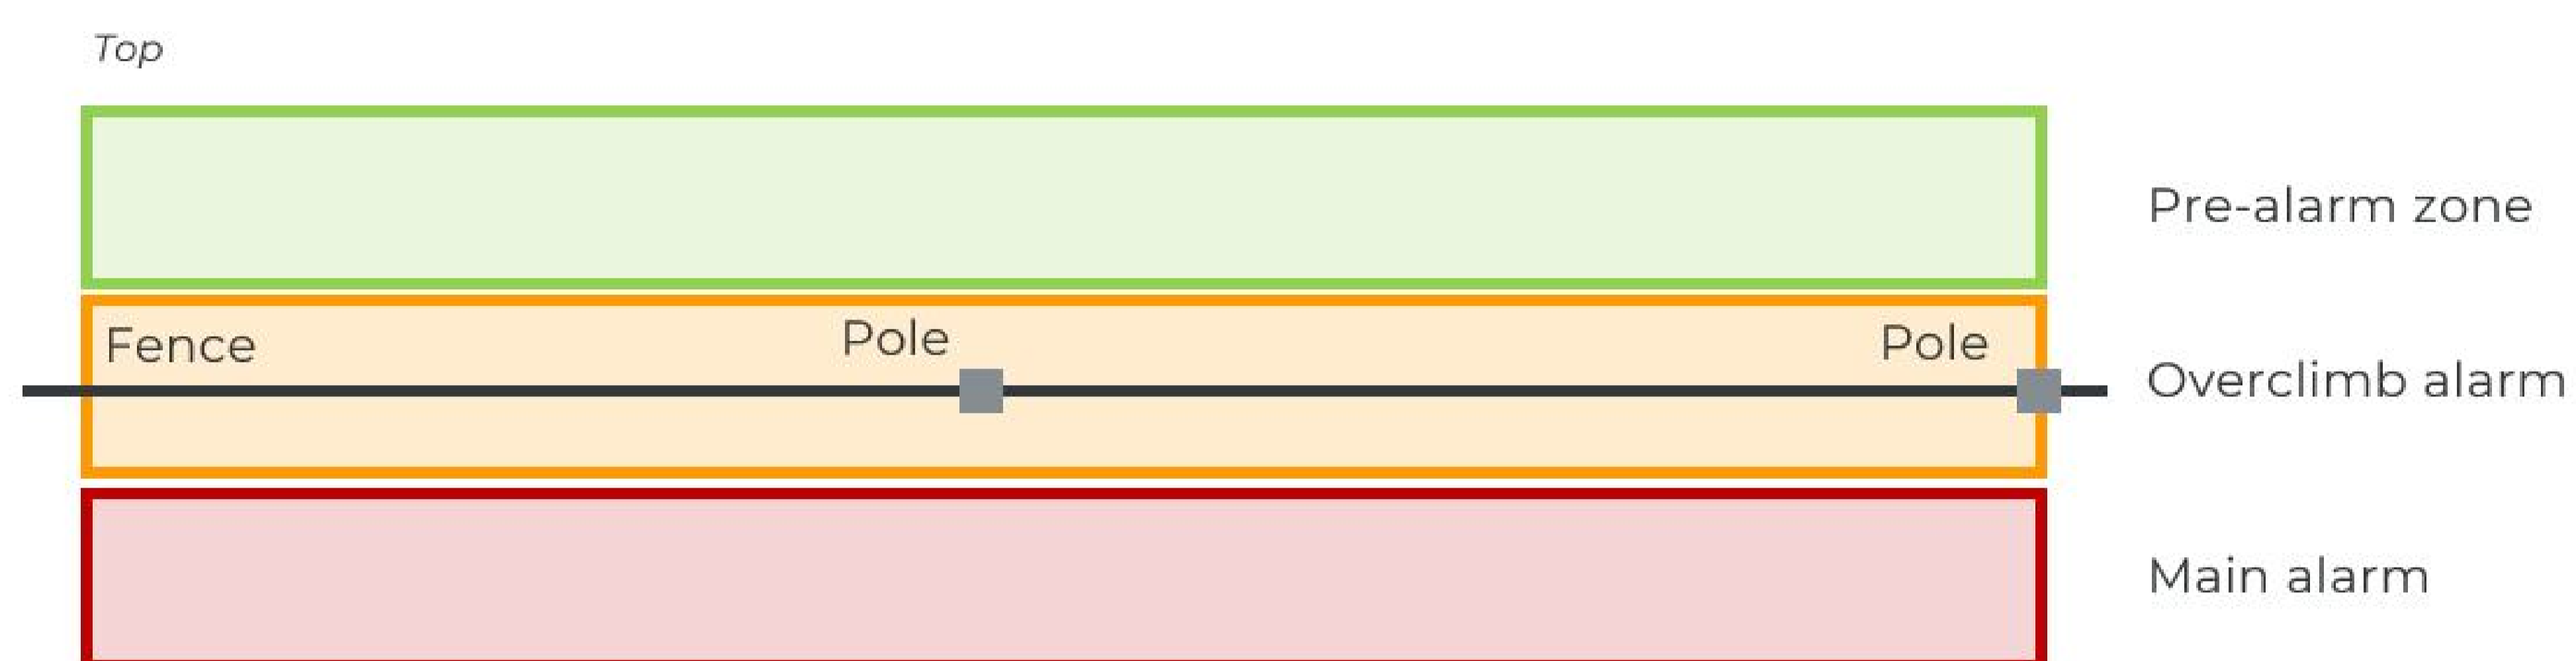 Top
Pre-alarm zone
Fence
Pole
Pole
Overclimb alarm
Main alarm